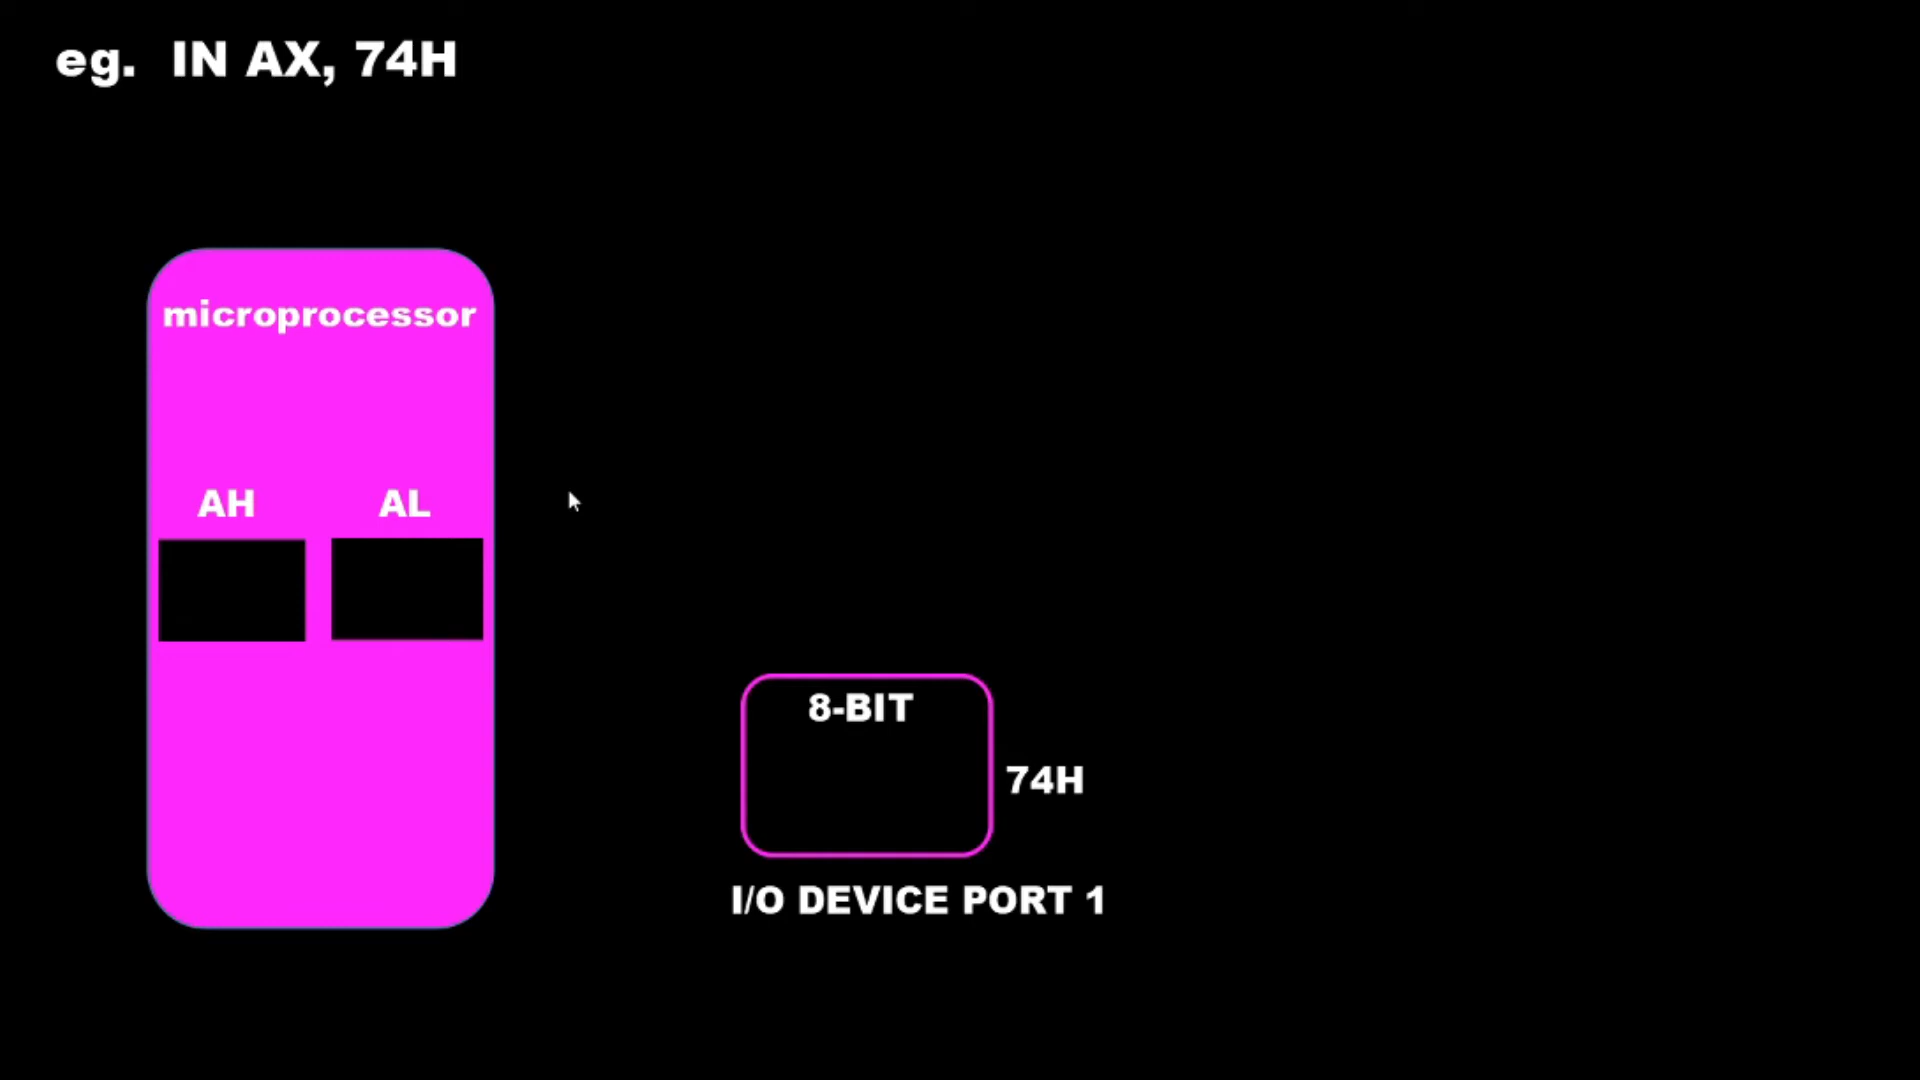 eg. IN AX, 74H
microprocessor
AH AL
8-BIT
74H
I/O DEVICE PORT 1